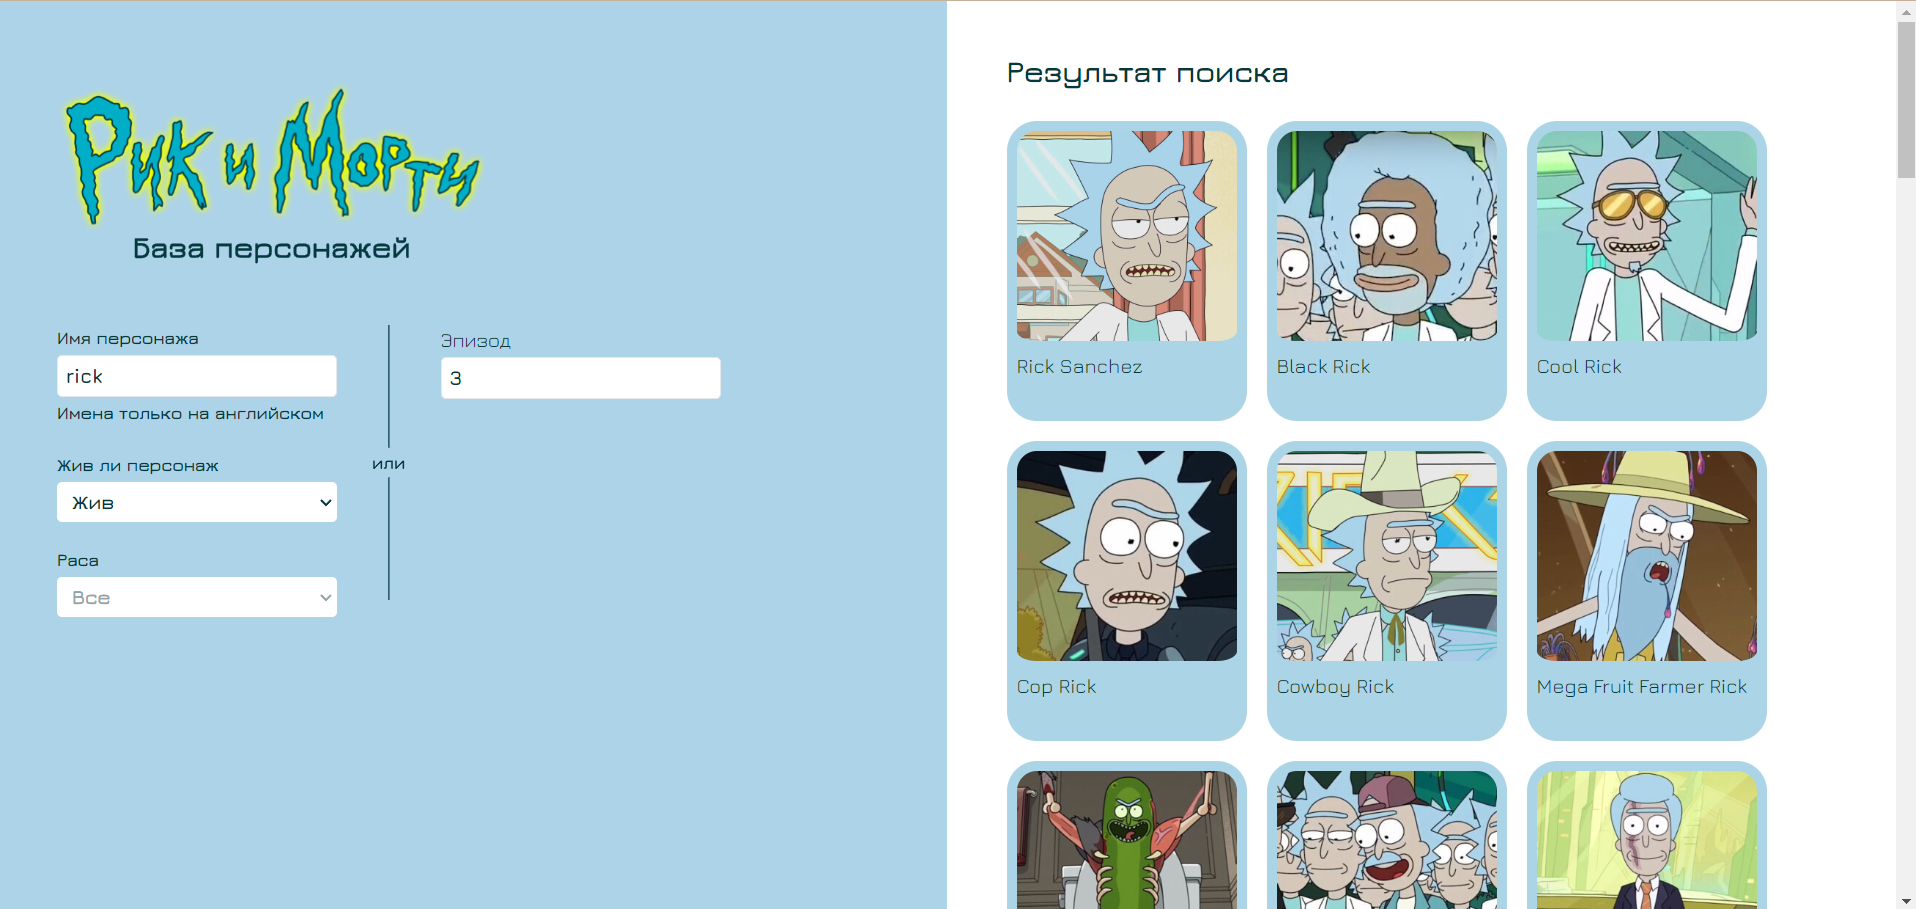 Рик и Морти
База персонажей
Имя персонажа
rick
Имена только на английском
Жив ли персонаж
Жив
Раса
Все
или
Эпизод
3
Результат поиска
Rick Sanchez
Black Rick
Cool Rick
Cop Rick
Cowboy Rick
Mega Fruit Farmer Rick